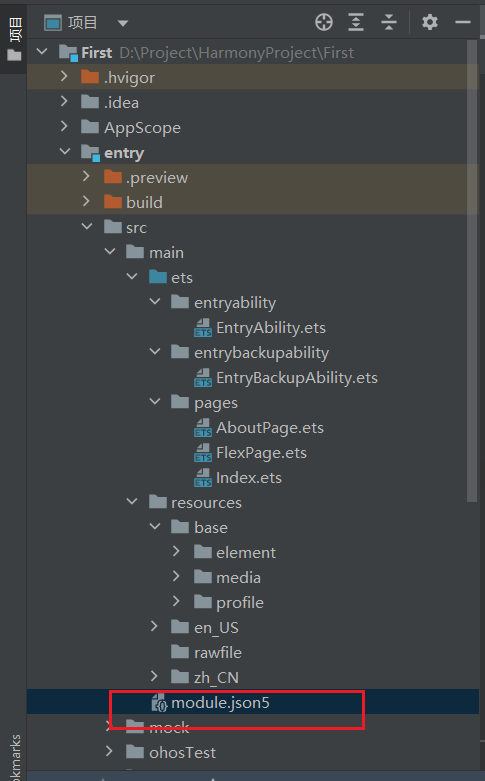 项目
项目
First D:\Project\HarmonyProject\First
.hvigor
.idea
AppScope
entry
.preview
build
src
main
ets
entryability
EntryAbility.ets
entrybackupability
EntryBackupAbility.ets
pages
AboutPage.ets
FlexPage.ets
Index.ets
resources
base
element
media
profile
en_US
rawfile
zh_CN
module.json5
mock
ohosTest
okmarks